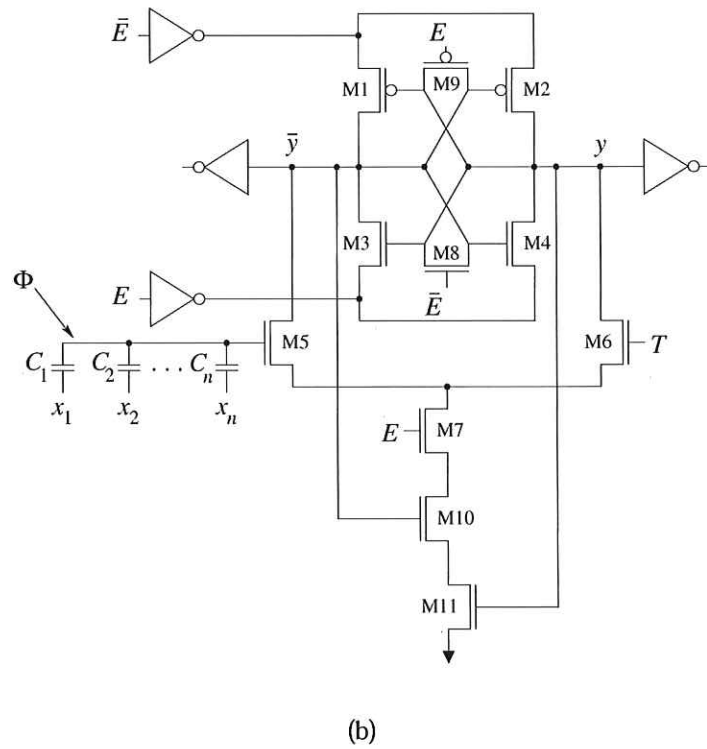 Ē E
M1 M9 M2
ȳ y
M3 M8 M4
E Ē
Φ
M5 M6 T
C₁ C₂ ... Cₙ
x₁ x₂ xₙ
E M7
M10
M11
(b)